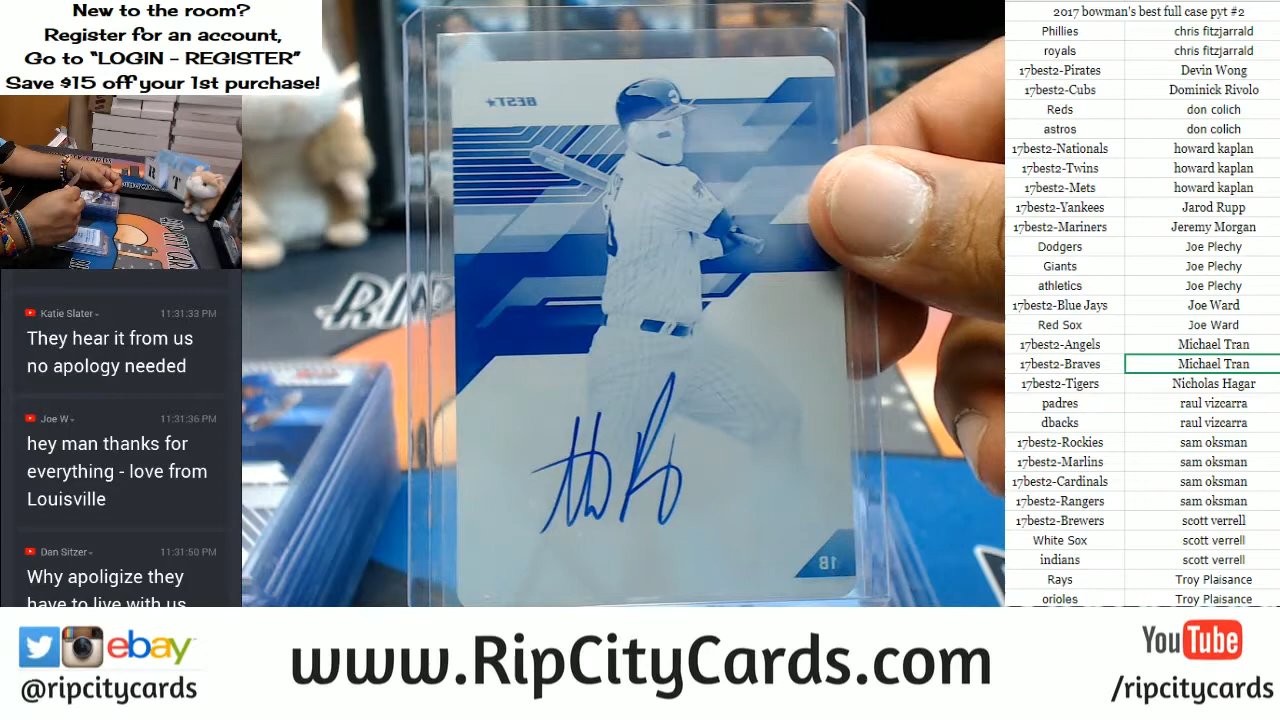 New to the room?
Register for an account,
Go to “LOGIN - REGISTER”
Save $15 off your 1st purchase!
Katie Slater 11:31:33 PM
They hear it from us
no apology needed
Joe W 11:31:36 PM
hey man thanks for
everything - love from
Louisville
Dan Sitzer 11:31:50 PM
Why apoligize they
have to live with us
BEST
1B
RIP
2017 bowman's best full case pyt #2
Phillies chris fitzjarrald
royals chris fitzjarrald
17best2-Pirates Devin Wong
17best2-Cubs Dominick Rivolo
Reds don colich
astros don colich
17best2-Nationals howard kaplan
17best2-Twins howard kaplan
17best2-Mets howard kaplan
17best2-Yankees Jarod Rupp
17best2-Mariners Jeremy Morgan
Dodgers Joe Plechy
Giants Joe Plechy
athletics Joe Plechy
17best2-Blue Jays Joe Ward
Red Sox Joe Ward
17best2-Angels Michael Tran
17best2-Braves Michael Tran
17best2-Tigers Nicholas Hagar
padres raul vizcarra
dbacks raul vizcarra
17best2-Rockies sam oksman
17best2-Marlins sam oksman
17best2-Cardinals sam oksman
17best2-Rangers sam oksman
17best2-Brewers scott verrell
White Sox scott verrell
indians scott verrell
Rays Troy Plaisance
orioles Troy Plaisance
ebay
@ripcitycards
www.RipCityCards.com
YouTube
/ripcitycards